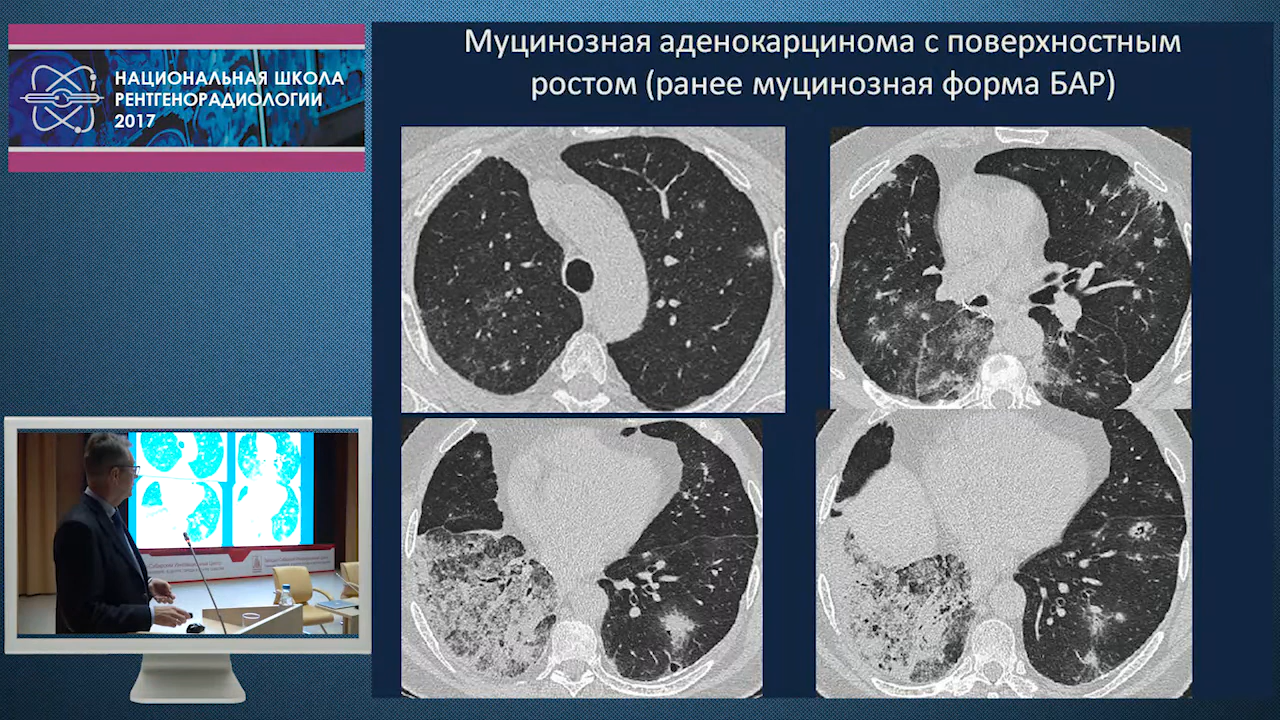 НАЦИОНАЛЬНАЯ ШКОЛА
РЕНТГЕНОРАДИОЛОГИИ
2017
Муцинозная аденокарцинома с поверхностным
ростом (ранее муцинозная форма БАР)